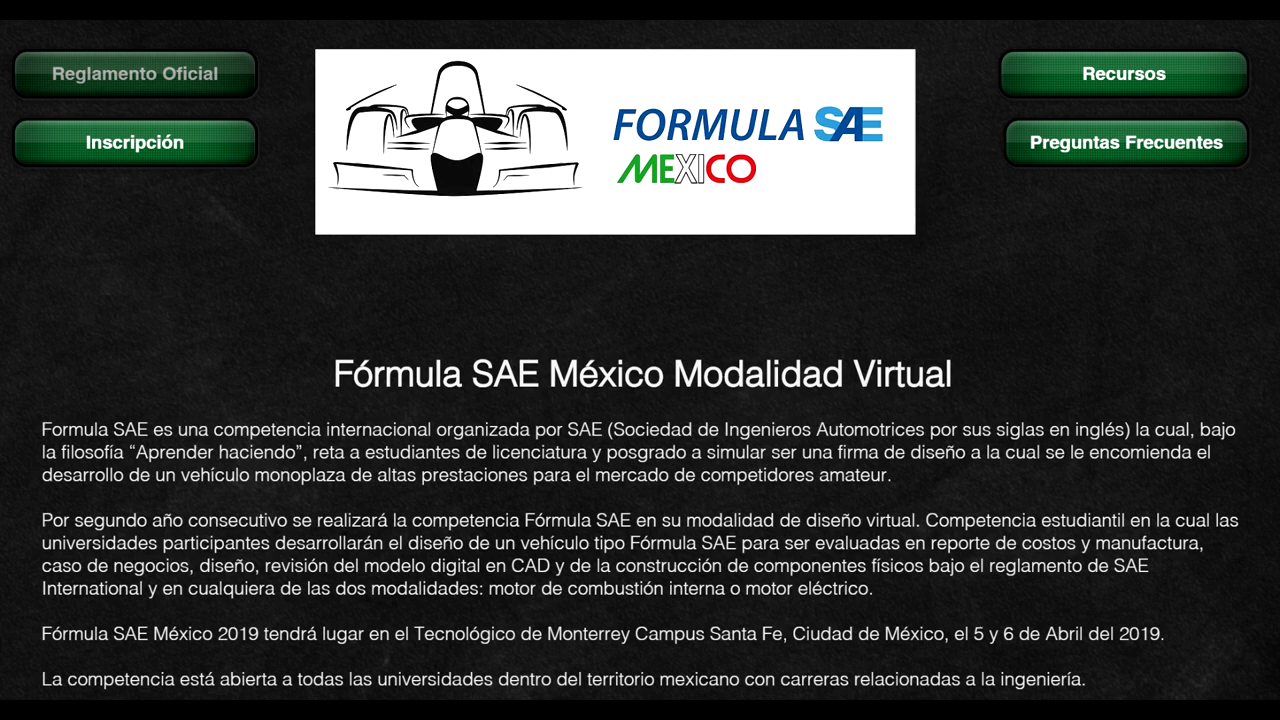 Reglamento Oficial
Recursos
FORMULA SAE
MEXICO
Inscripción
Preguntas Frecuentes
Fórmula SAE México Modalidad Virtual
Formula SAE es una competencia internacional organizada por SAE (Sociedad de Ingenieros Automotrices por sus siglas en inglés) la cual, bajo
la filosofía “Aprender haciendo”, reta a estudiantes de licenciatura y posgrado a simular ser una firma de diseño a la cual se le encomienda el
desarrollo de un vehículo monoplaza de altas prestaciones para el mercado de competidores amateur.
Por segundo año consecutivo se realizará la competencia Fórmula SAE en su modalidad de diseño virtual. Competencia estudiantil en la cual las
universidades participantes desarrollarán el diseño de un vehículo tipo Fórmula SAE para ser evaluadas en reporte de costos y manufactura,
caso de negocios, diseño, revisión del modelo digital en CAD y de la construcción de componentes físicos bajo el reglamento de SAE
International y en cualquiera de las dos modalidades: motor de combustión interna o motor eléctrico.
Fórmula SAE México 2019 tendrá lugar en el Tecnológico de Monterrey Campus Santa Fe, Ciudad de México, el 5 y 6 de Abril del 2019.
La competencia está abierta a todas las universidades dentro del territorio mexicano con carreras relacionadas a la ingeniería.